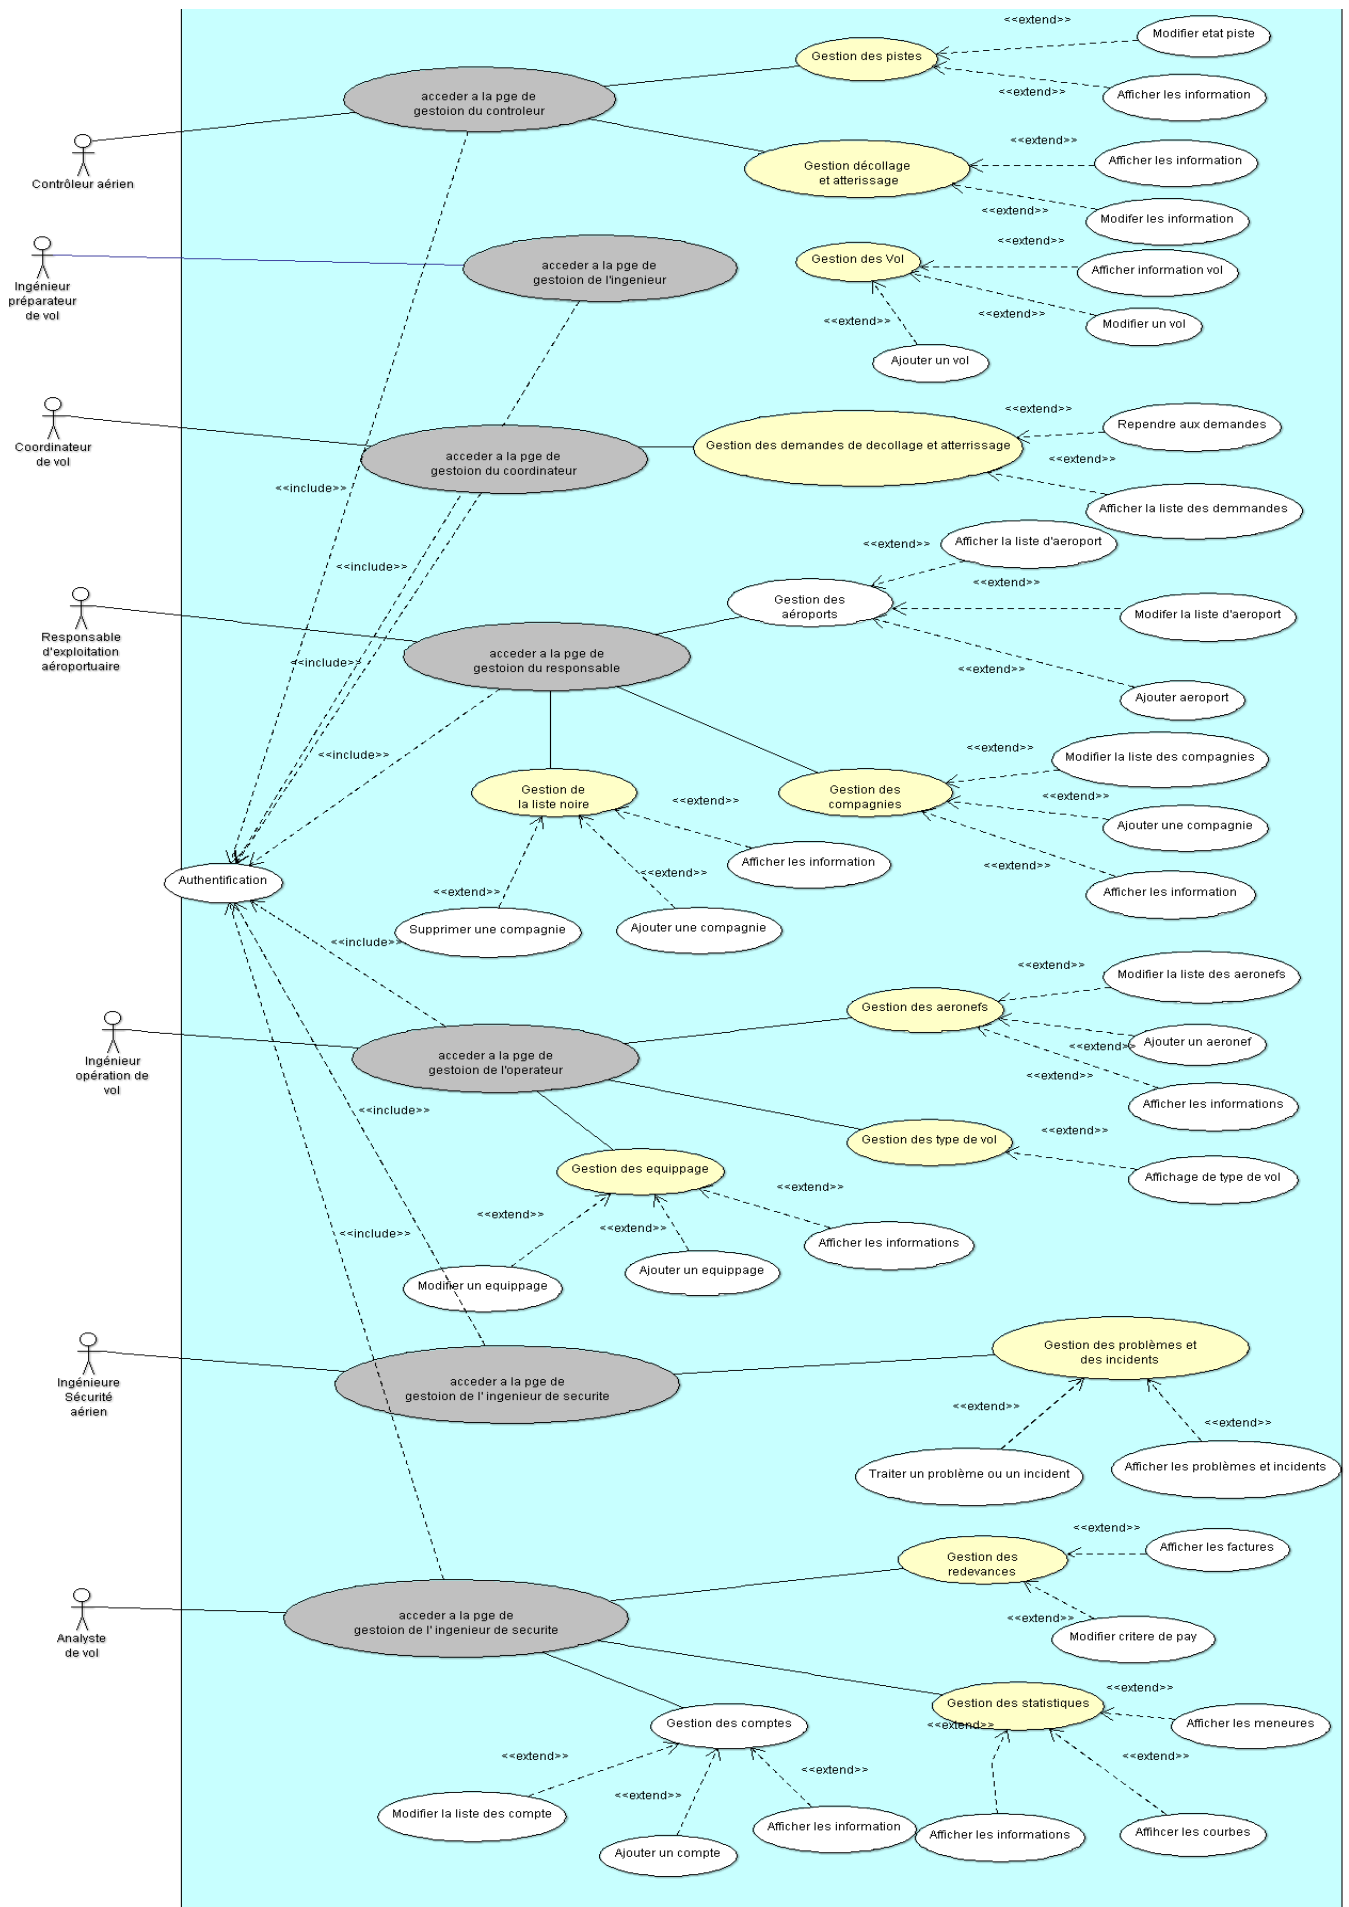 <<extend>>
Modifier etat piste
Gestion des pistes
<<extend>>
Afficher les information
acceder a la pge de
gestoion du controleur
Contrôleur aérien
<<extend>>
Afficher les information
Gestion décollage
et atterissage
<<extend>>
Modifer les information
Ingénieur
préparateur
de vol
acceder a la pge de
gestoion de l'ingenieur
<<extend>>
Gestion des Vol
Afficher information vol
<<extend>>
<<extend>>
Modifier un vol
Ajouter un vol
Coordinateur
de vol
acceder a la pge de
gestoion du coordinateur
Gestion des demandes de decollage et atterrissage
<<extend>>
Rependre aux demandes
<<extend>>
Afficher la liste des demmandes
<<include>>
<<include>>
<<include>>
<<include>>
Responsable
d'exploitation
aéroportuaire
acceder a la pge de
gestoion du responsable
<<extend>>
Afficher la liste d'aeroport
Gestion des
aéroports
<<extend>>
Modifer la liste d'aeroport
<<extend>>
Ajouter aeroport
Gestion de
la liste noire
<<extend>>
Afficher les information
<<extend>>
Supprimer une compagnie
<<extend>>
Ajouter une compagnie
Gestion des
compagnies
<<extend>>
Modifier la liste des compagnies
<<extend>>
Ajouter une compagnie
<<extend>>
Afficher les information
Authentification
<<include>>
Ingénieur
opération de
vol
acceder a la pge de
gestoion de l'operateur
Gestion des aeronefs
<<extend>>
Modifier la liste des aeronefs
<<extend>>
Ajouter un aeronef
<<extend>>
Afficher les informations
Gestion des type de vol
<<extend>>
Affichage de type de vol
<<include>>
Gestion des equippage
<<extend>>
Modifier un equippage
<<extend>>
Ajouter un equippage
<<extend>>
Afficher les informations
<<include>>
Ingénieure
Sécurité
aérien
acceder a la pge de
gestoion de l' ingenieur de securite
Gestion des problèmes et
des incidents
<<extend>>
Traiter un problème ou un incident
<<extend>>
Afficher les problèmes et incidents
Analyste
de vol
acceder a la pge de
gestoion de l' ingenieur de securite
Gestion des
redevances
<<extend>>
Afficher les factures
<<extend>>
Modifier critere de pay
Gestion des comptes
<<extend>>
Modifier la liste des compte
<<extend>>
Ajouter un compte
<<extend>>
Afficher les information
Gestion des statistiques
<<extend>>
Afficher les meneures
<<extend>>
Afficher les informations
<<extend>>
Affihcer les courbes